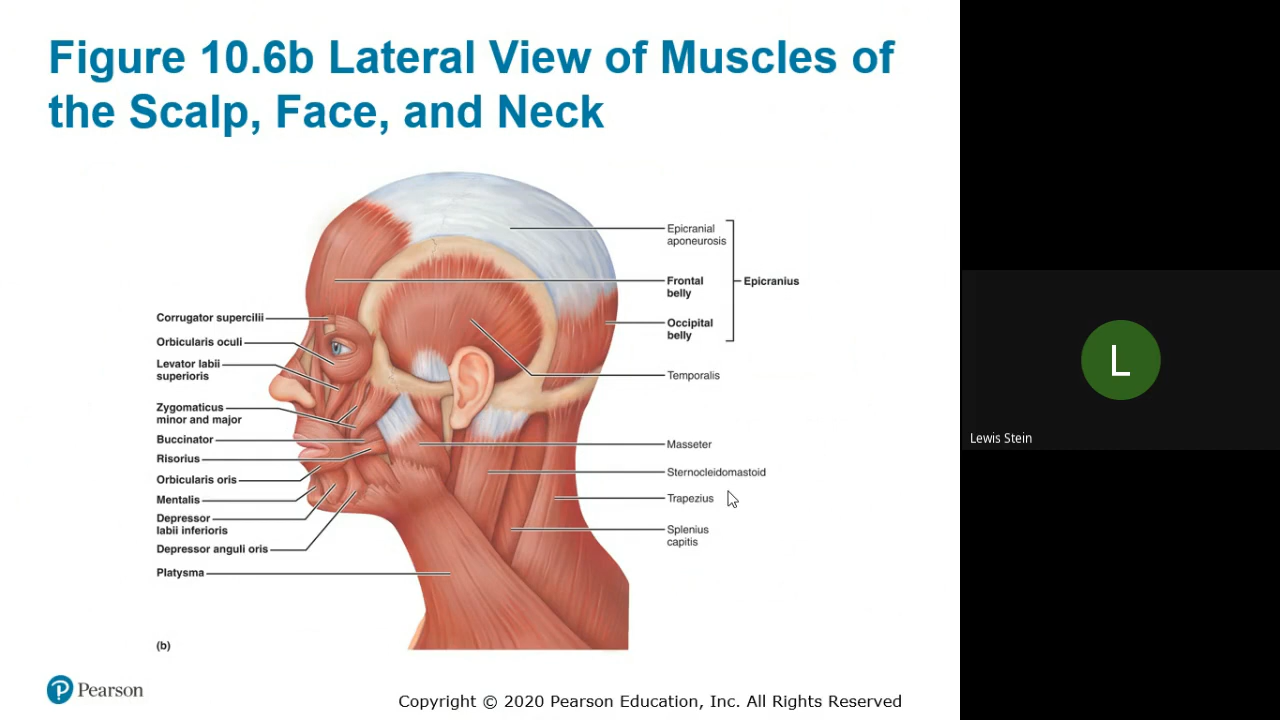 Figure 10.6b Lateral View of Muscles of
the Scalp, Face, and Neck
Corrugator supercilii
Orbicularis oculi
Levator labii
superioris
Zygomaticus
minor and major
Buccinator
Risorius
Orbicularis oris
Mentalis
Depressor
labii inferioris
Depressor anguli oris
Platysma
Epicranial
aponeurosis
Frontal
belly
Occipital
belly
Epicranius
Temporalis
Masseter
Sternocleidomastoid
Trapezius
Splenius
capitis
(b)
P Pearson
Copyright © 2020 Pearson Education, Inc. All Rights Reserved
L
Lewis Stein